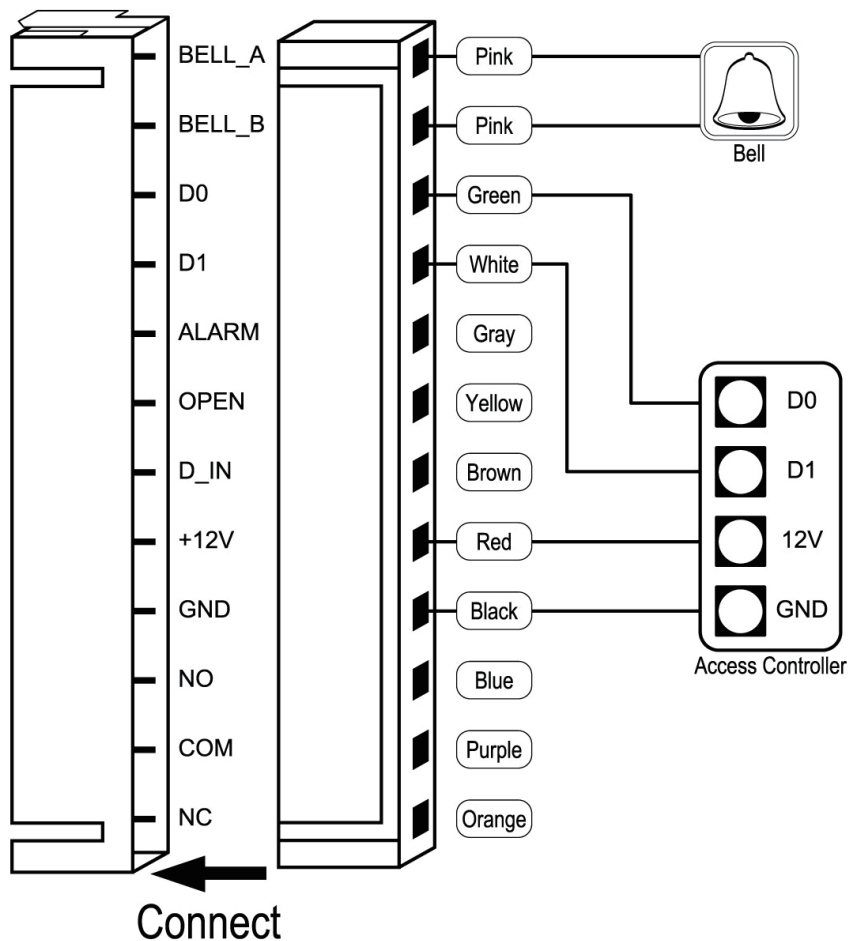 BELL_A Pink
BELL_B Pink
Bell
D0 Green
D1 White
ALARM Gray
OPEN Yellow D0
D_IN Brown D1
+12V Red 12V
GND Black GND
Access Controller
NO Blue
COM Purple
NC Orange
Connect